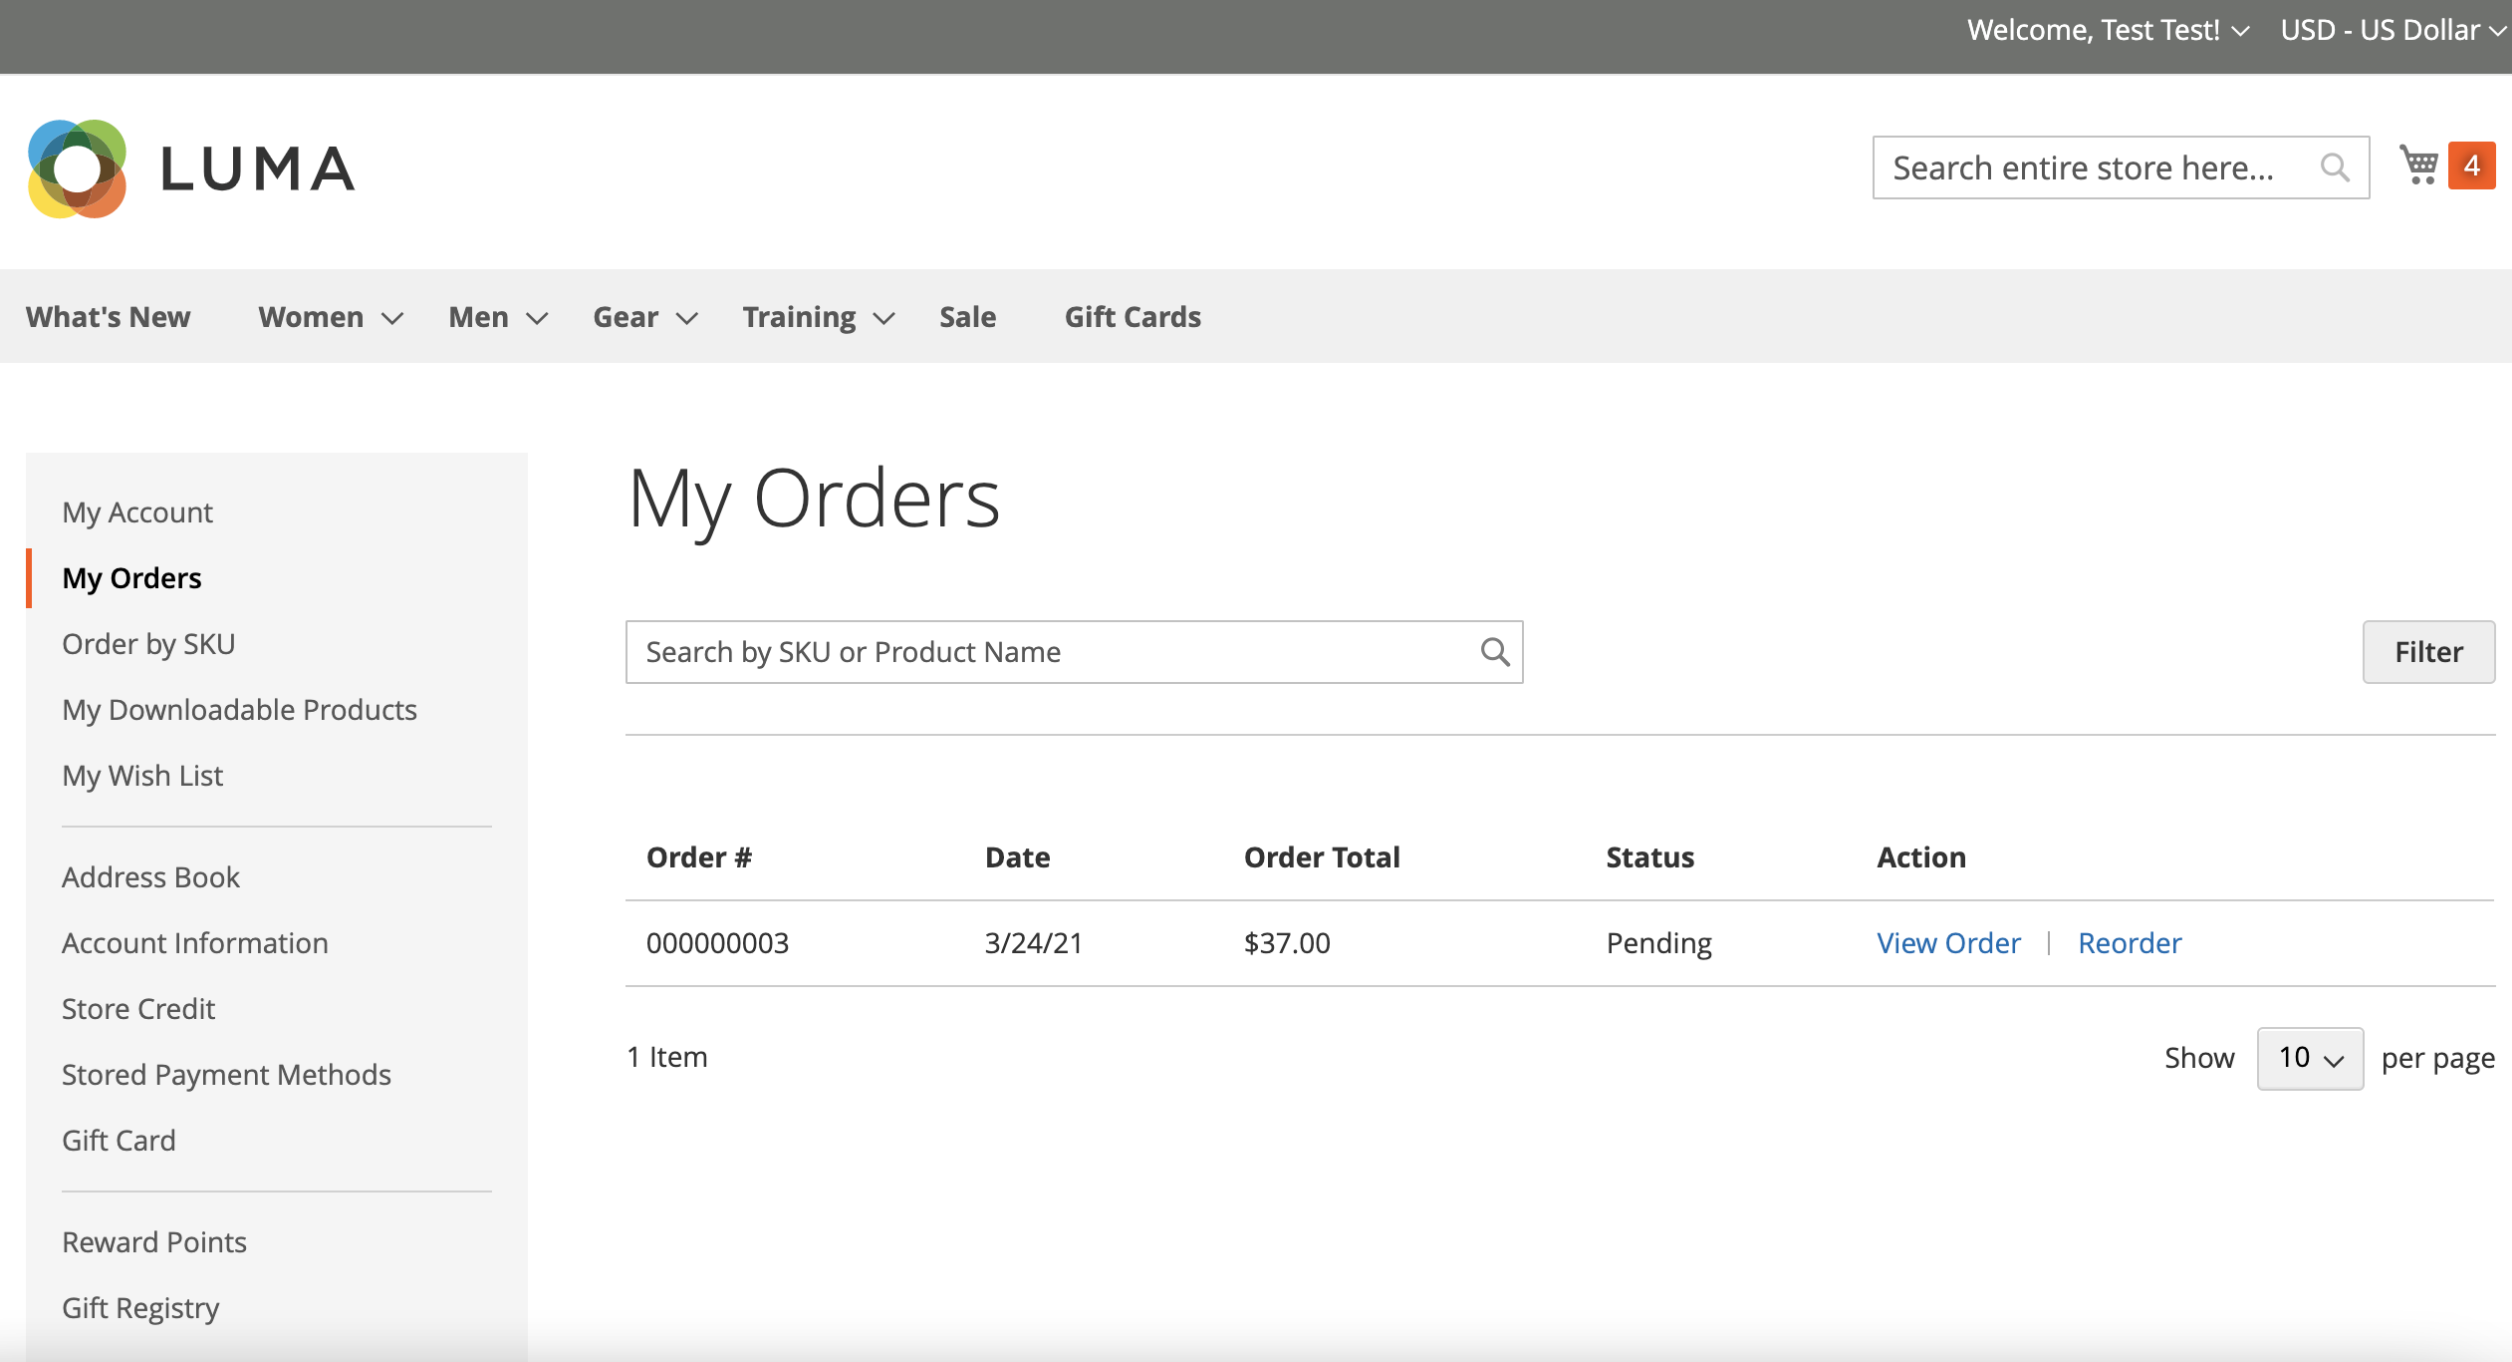 Welcome, Test Test! USD - US Dollar
LUMA
Search entire store here... 4
What's New Women Men Gear Training Sale Gift Cards
My Account
My Orders
Order by SKU
My Downloadable Products
My Wish List
Address Book
Account Information
Store Credit
Stored Payment Methods
Gift Card
Reward Points
Gift Registry
My Orders
Search by SKU or Product Name Filter
Order # Date Order Total Status Action
000000003 3/24/21 $37.00 Pending View Order | Reorder
1 Item Show 10 per page